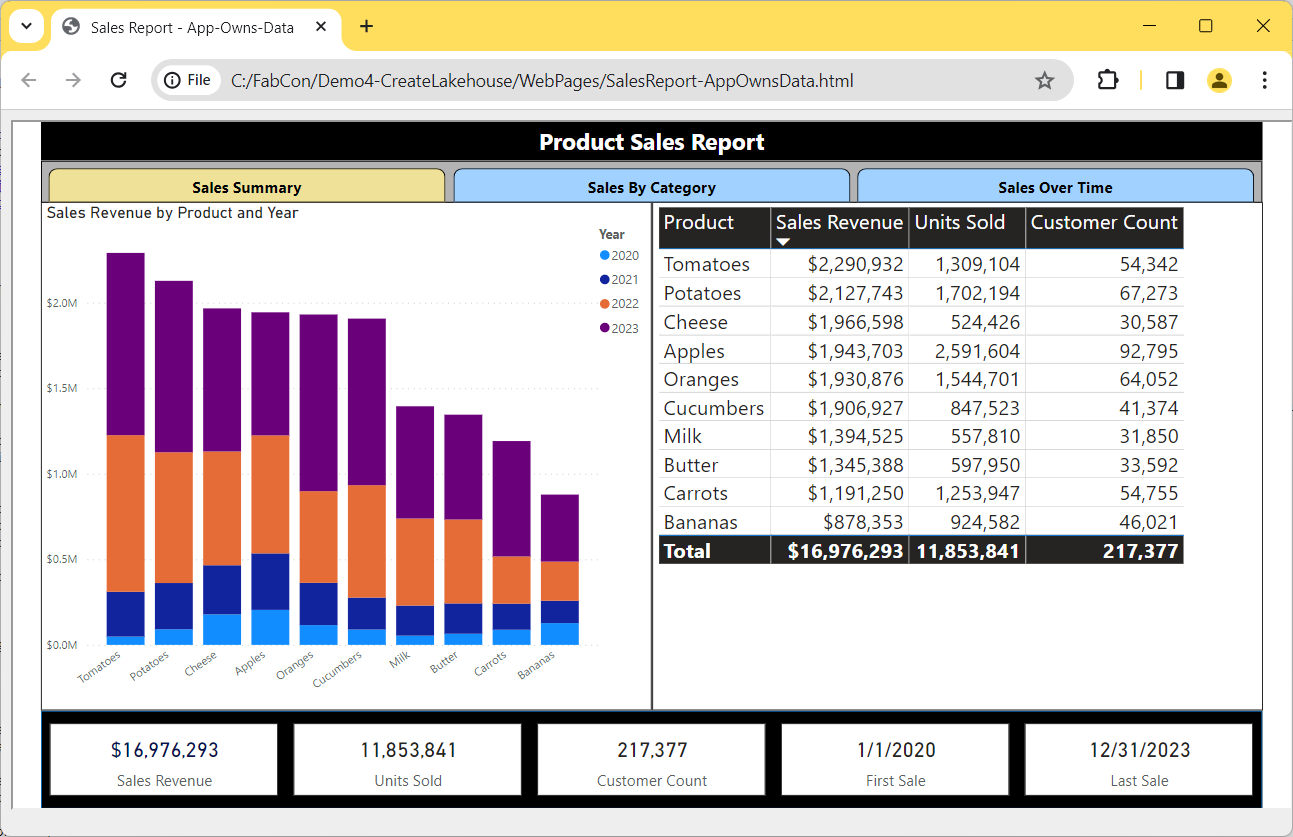 Sales Report - App-Owns-Data
File C:/FabCon/Demo4-CreateLakehouse/WebPages/SalesReport-AppOwnsData.html
Product Sales Report
Sales Summary Sales By Category Sales Over Time
Sales Revenue by Product and Year
Year
2020
2021
2022
2023
$2.0M
$1.5M
$1.0M
$0.5M
$0.0M
Tomatoes Potatoes Cheese Apples Oranges Cucumbers Milk Butter Carrots Bananas
Product Sales Revenue Units Sold Customer Count
Tomatoes $2,290,932 1,309,104 54,342
Potatoes $2,127,743 1,702,194 67,273
Cheese $1,966,598 524,426 30,587
Apples $1,943,703 2,591,604 92,795
Oranges $1,930,876 1,544,701 64,052
Cucumbers $1,906,927 847,523 41,374
Milk $1,394,525 557,810 31,850
Butter $1,345,388 597,950 33,592
Carrots $1,191,250 1,253,947 54,755
Bananas $878,353 924,582 46,021
Total $16,976,293 11,853,841 217,377
$16,976,293 11,853,841 217,377 1/1/2020 12/31/2023
Sales Revenue Units Sold Customer Count First Sale Last Sale